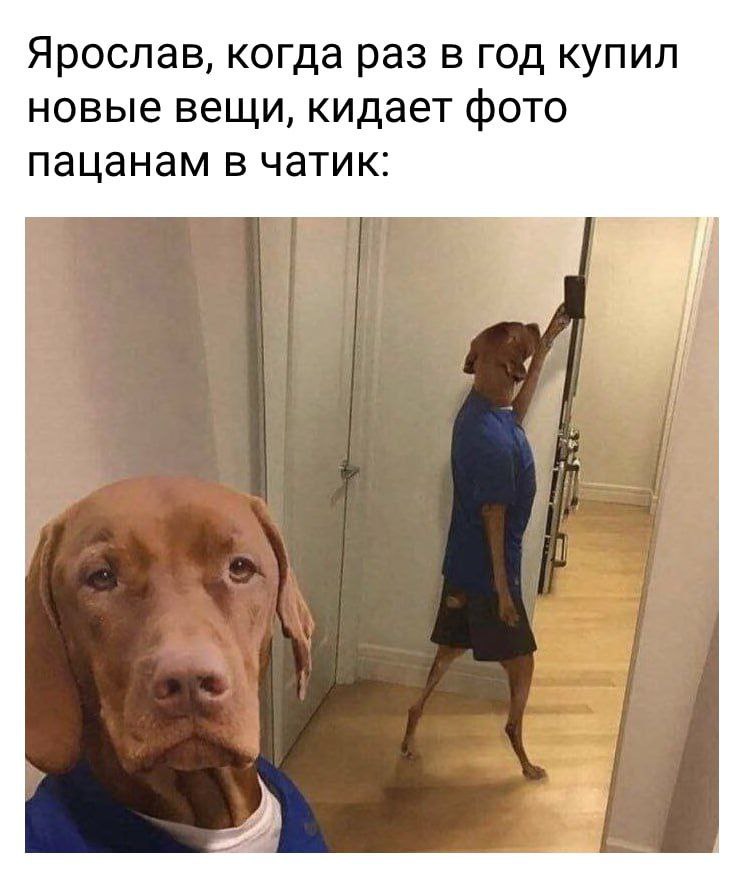 Ярослав, когда раз в год купил
новые вещи, кидает фото
пацанам в чатик: